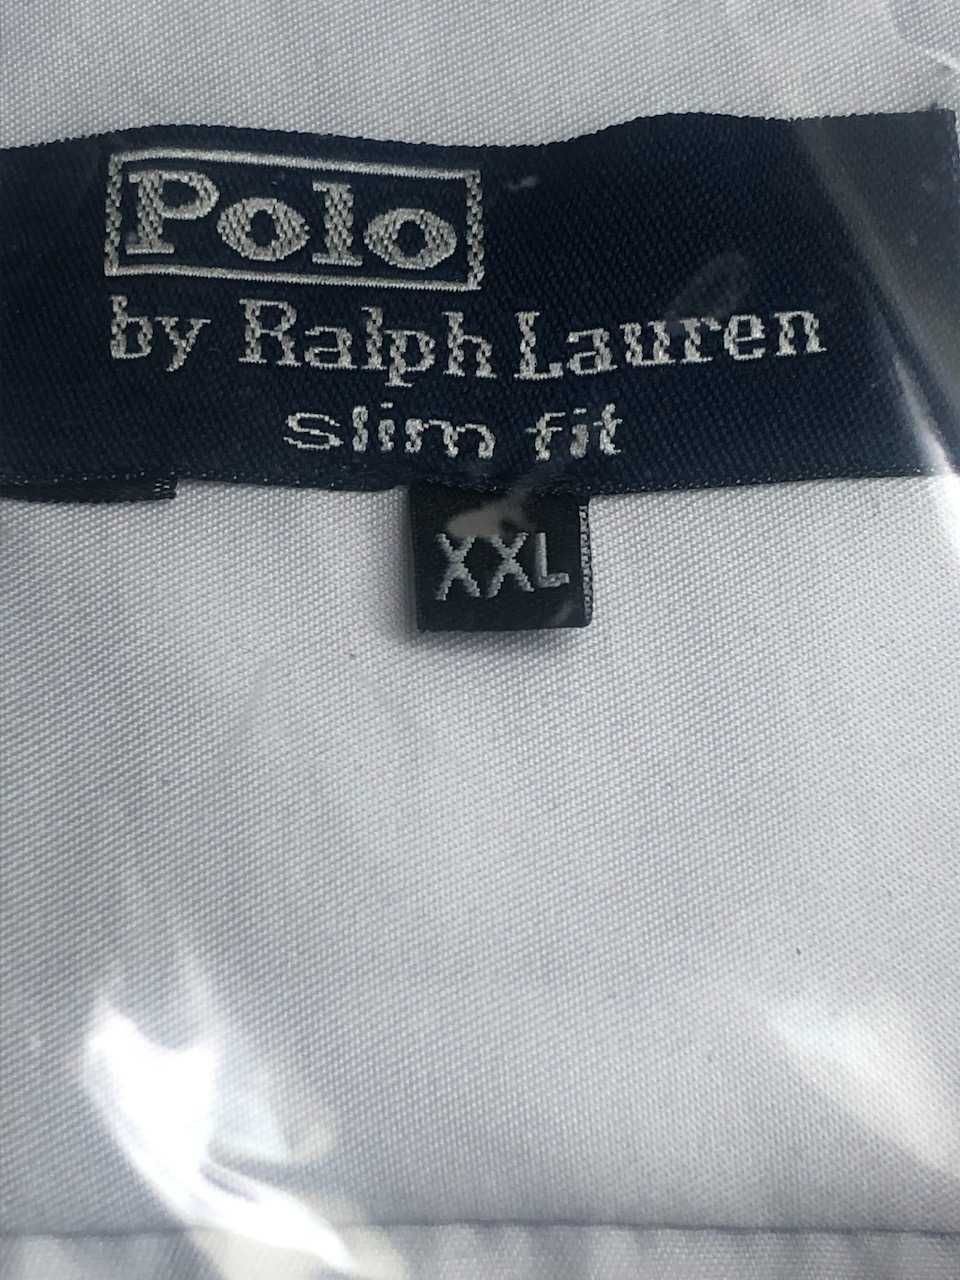 Polo
by Ralph Lauren
slim fit
XXL